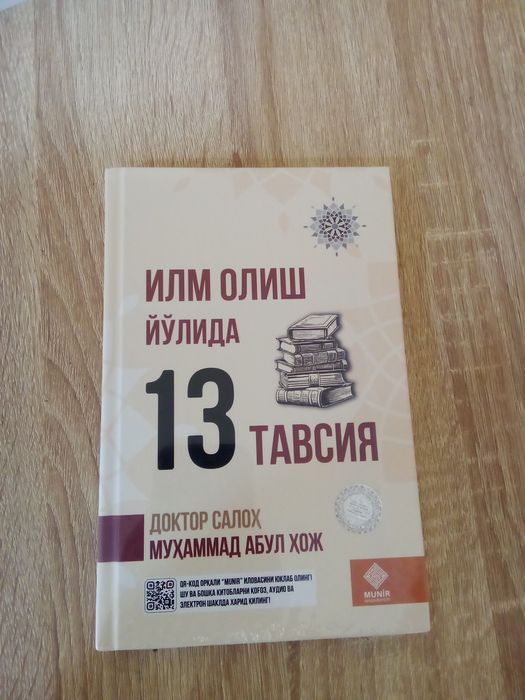 ИЛМ ОЛИШ
ЙЎЛИДА
13 ТАВСИЯ
ДОКТОР САЛОҲ
МУҲАММАД АБУЛ ҲОЖ
QR-КОД ОРҚАЛИ "MUNIR" ИЛОВАСИНИ ЮКЛАБ ОЛИНГ!
ШУ ВА БОШҚА КИТОБЛАРНИ ҚОҒОЗ, АУДИО ВА
ЭЛЕКТРОН ШАКЛДА ХАРИД ҚИЛИНГ!
MUNIR